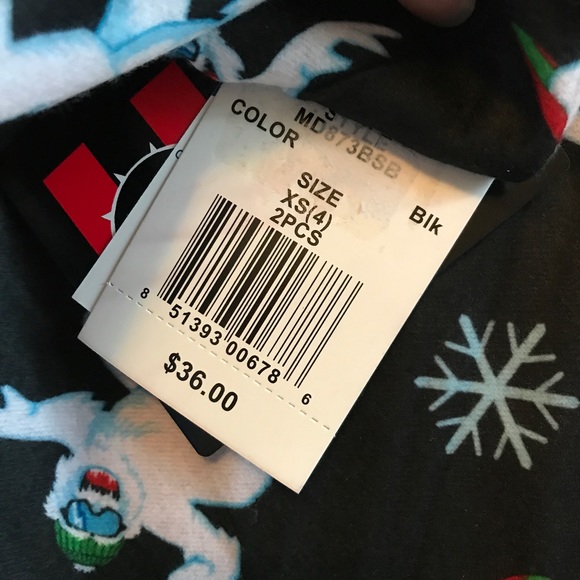 STYLE
MD873BSB
COLOR
Blk
SIZE
XS(4)
2PCS
8 51393 00678 6
$36.00